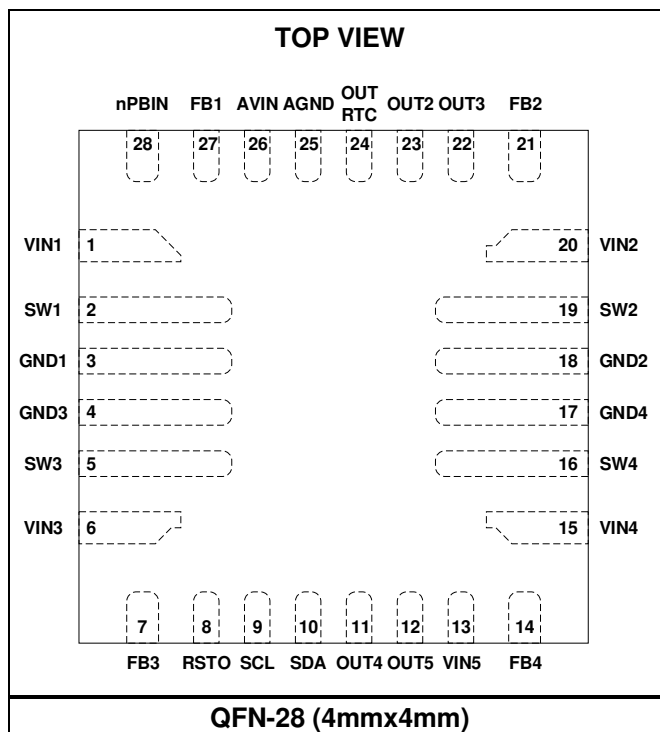 TOP VIEW
nPBIN FB1 AVIN AGND OUT RTC OUT2 OUT3 FB2
28 27 26 25 24 23 22 21
VIN1 1 20 VIN2
SW1 2 19 SW2
GND1 3 18 GND2
GND3 4 17 GND4
SW3 5 16 SW4
VIN3 6 15 VIN4
7 8 9 10 11 12 13 14
FB3 RSTO SCL SDA OUT4 OUT5 VIN5 FB4
QFN-28 (4mmx4mm)